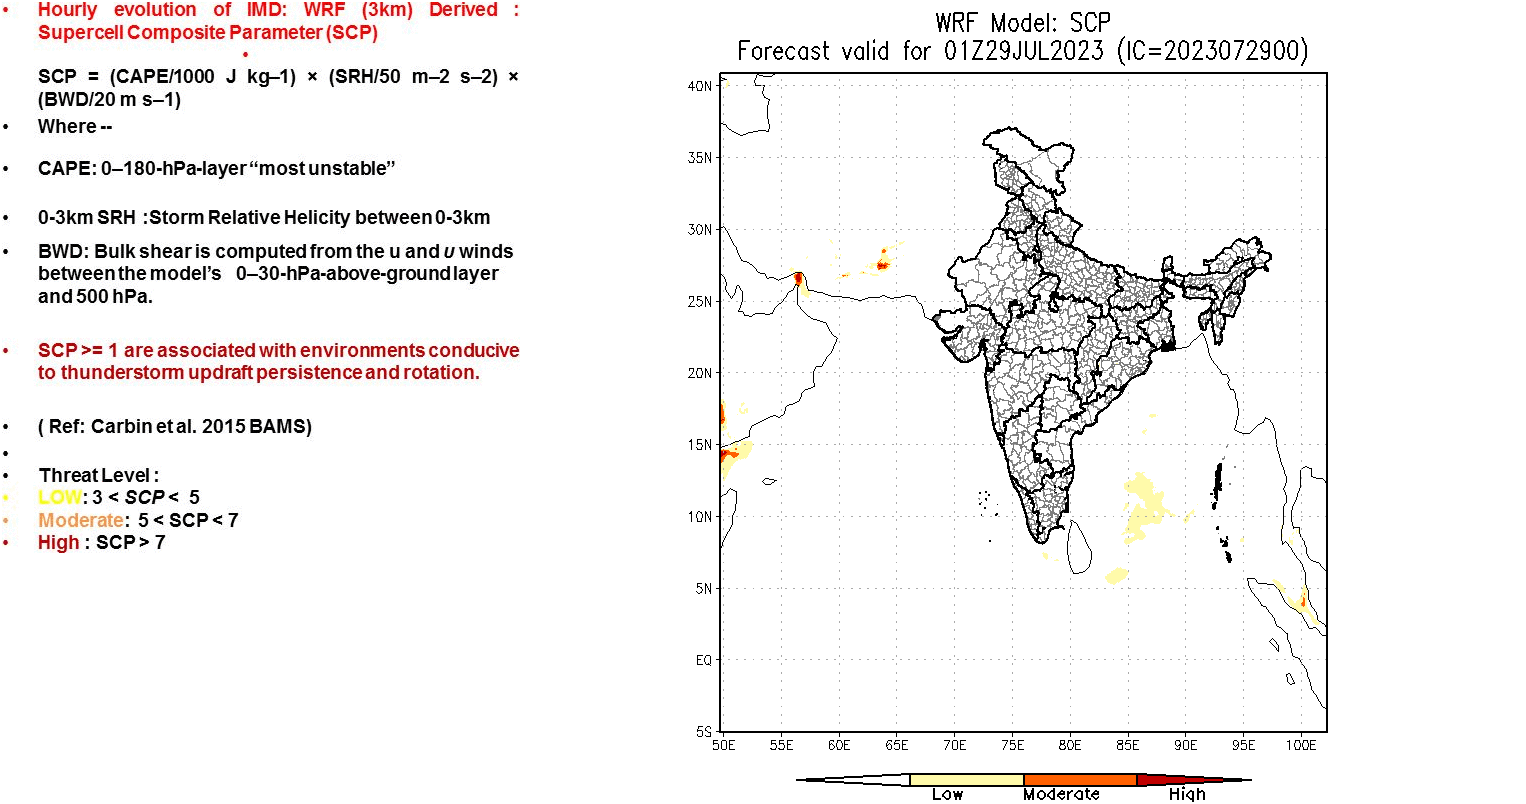 • Hourly evolution of IMD: WRF (3km) Derived :
Supercell Composite Parameter (SCP)
•
SCP = (CAPE/1000 J kg–1) × (SRH/50 m–2 s–2) ×
(BWD/20 m s–1)
• Where --
• CAPE: 0–180-hPa-layer “most unstable”
• 0-3km SRH :Storm Relative Helicity between 0-3km
• BWD: Bulk shear is computed from the u and υ winds
between the model’s 0–30-hPa-above-ground layer
and 500 hPa.
• SCP >= 1 are associated with environments conducive
to thunderstorm updraft persistence and rotation.
• ( Ref: Carbin et al. 2015 BAMS)
•
• Threat Level :
• LOW: 3 < SCP < 5
• Moderate: 5 < SCP < 7
• High : SCP > 7
WRF Model: SCP
Forecast valid for 01Z29JUL2023 (IC=2023072900)
40N
35N
30N
25N
20N
15N
10N
5N
EQ
5S
50E 55E 60E 65E 70E 75E 80E 85E 90E 95E 100E
Low Moderate High